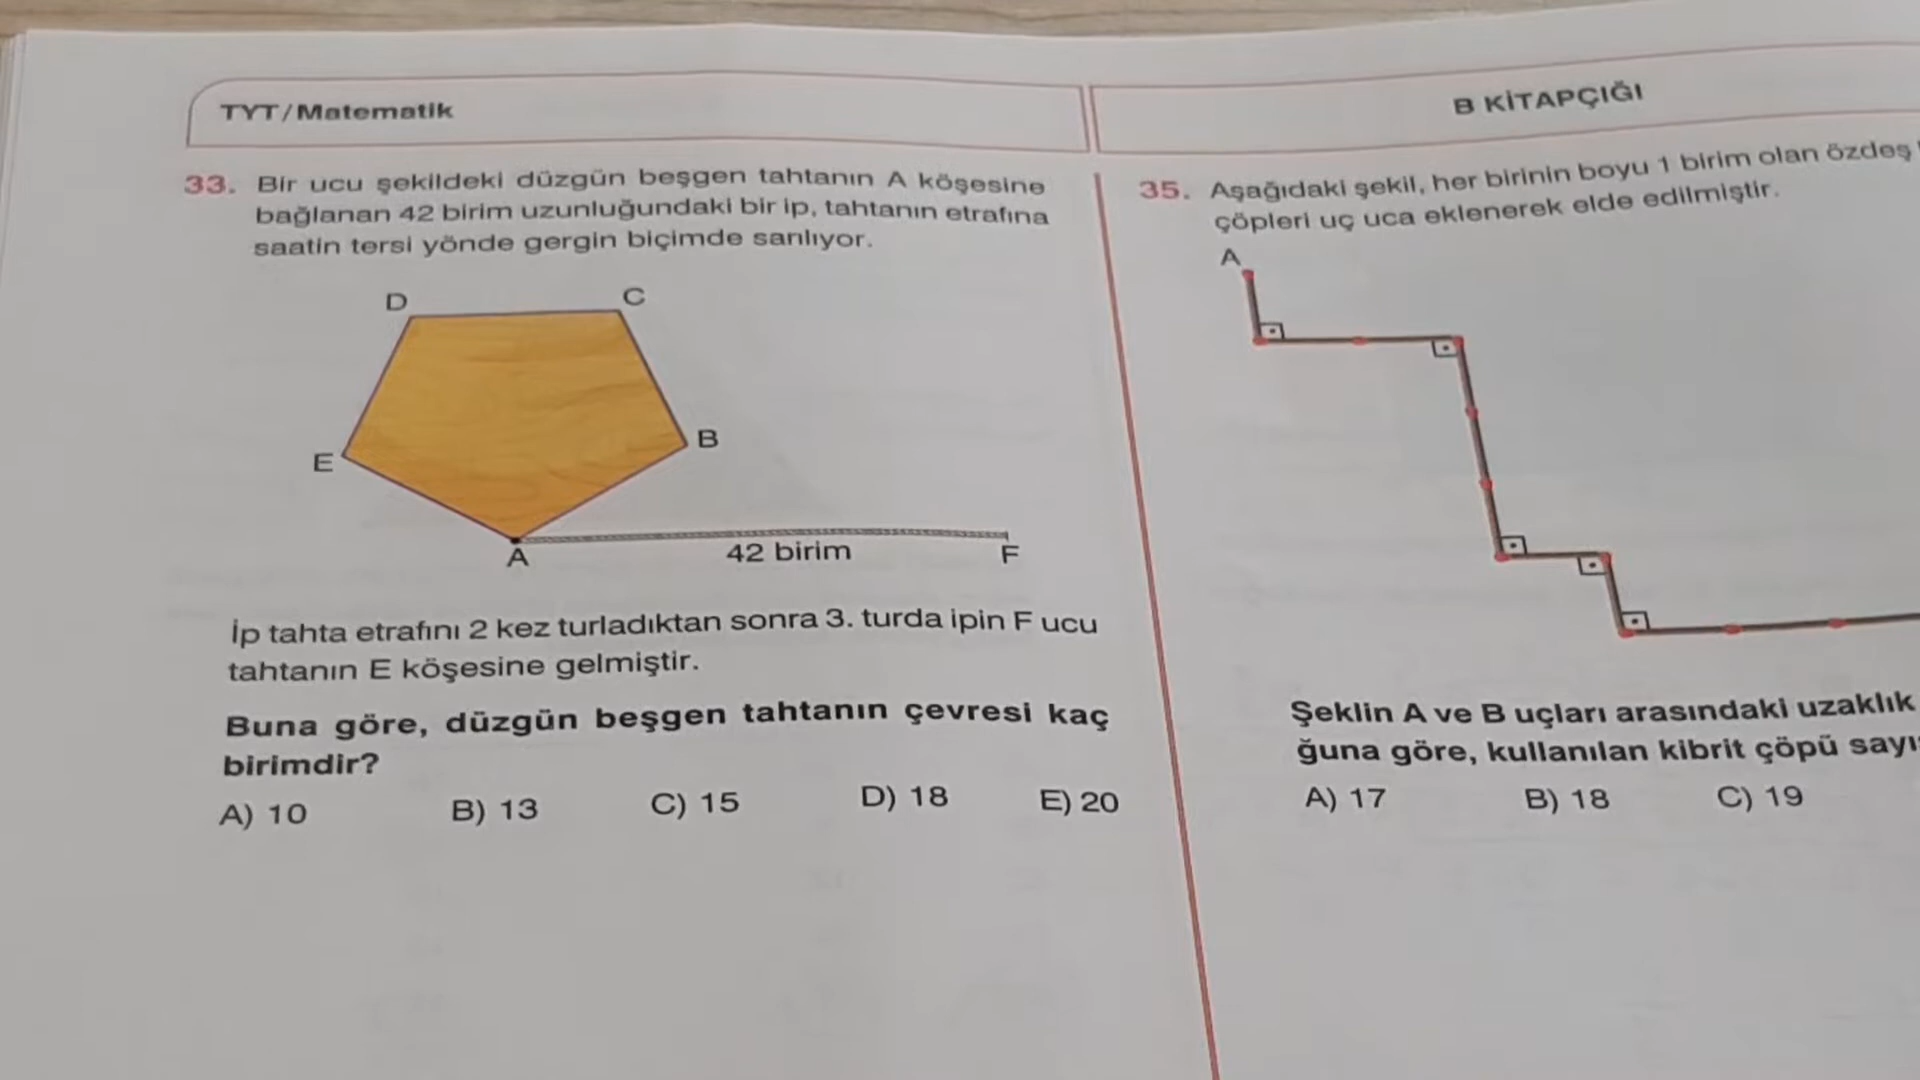 TYT/Matematik
33. Bir ucu şekildeki düzgün beşgen tahtanın A köşesine
bağlanan 42 birim uzunluğundaki bir ip, tahtanın etrafına
saatin tersi yönde gergin biçimde sarılıyor.
D
C
E
B
A
42 birim
F
İp tahta etrafını 2 kez turladıktan sonra 3. turda ipin F ucu
tahtanın E köşesine gelmiştir.
Buna göre, düzgün beşgen tahtanın çevresi kaç
birimdir?
A) 10 B) 13 C) 15 D) 18 E) 20
B KİTAPÇIĞI
35. Aşağıdaki şekil, her birinin boyu 1 birim olan özdeş
çöpleri uç uca eklenerek elde edilmiştir.
A
Şeklin A ve B uçları arasındaki uzaklık
ğuna göre, kullanılan kibrit çöpü
A) 17 B) 18 C) 19